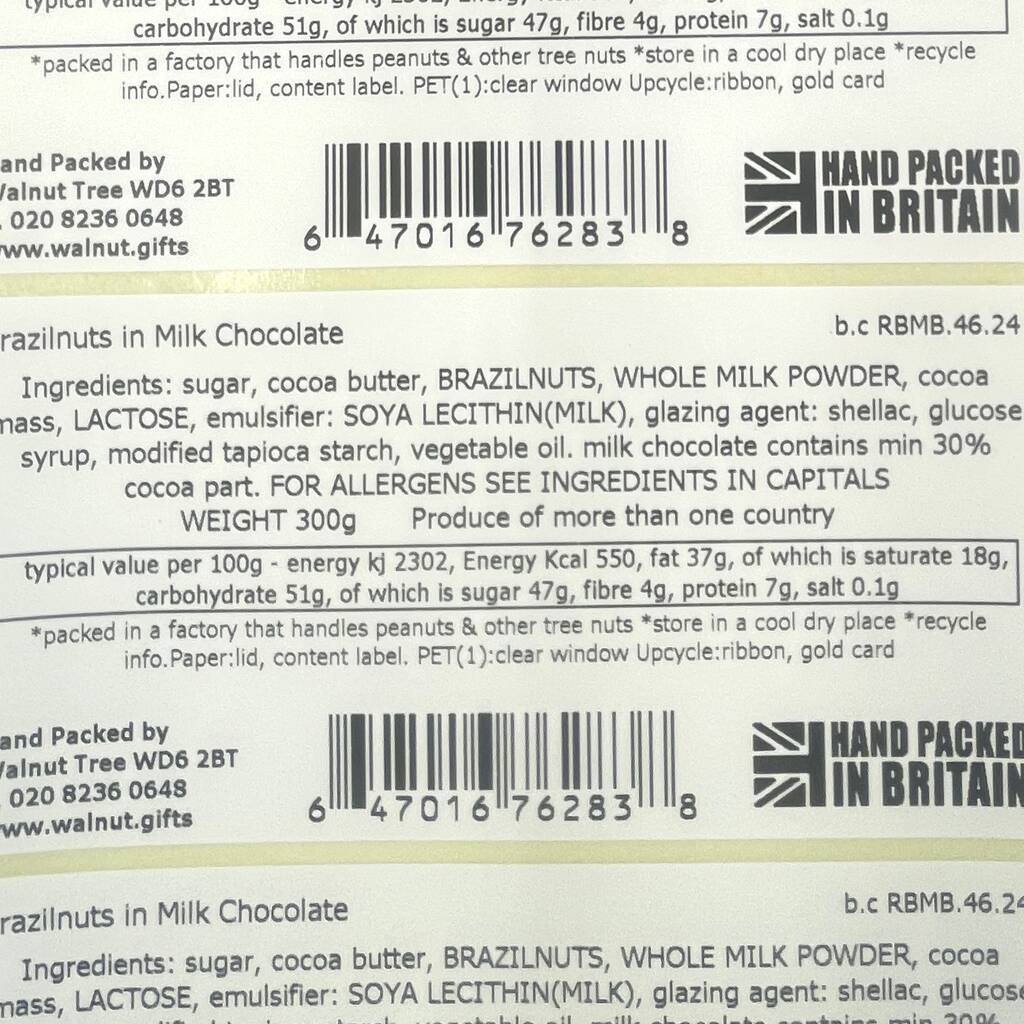 carbohydrate 51g, of which is sugar 47g, fibre 4g, protein 7g, salt 0.1g
*packed in a factory that handles peanuts & other tree nuts *store in a cool dry place *recycle
info.Paper:lid, content label. PET(1):clear window Upcycle:ribbon, gold card
and Packed by
alnut Tree WD6 2BT
. 020 8236 0648
ww.walnut.gifts
6 47016 76283 8
HAND PACKED
IN BRITAIN
razilnuts in Milk Chocolate
b.c RBMB.46.24
Ingredients: sugar, cocoa butter, BRAZILNUTS, WHOLE MILK POWDER, cocoa
mass, LACTOSE, emulsifier: SOYA LECITHIN(MILK), glazing agent: shellac, glucose
syrup, modified tapioca starch, vegetable oil. milk chocolate contains min 30%
cocoa part. FOR ALLERGENS SEE INGREDIENTS IN CAPITALS
WEIGHT 300g Produce of more than one country
typical value per 100g - energy kj 2302, Energy Kcal 550, fat 37g, of which is saturate 18g,
carbohydrate 51g, of which is sugar 47g, fibre 4g, protein 7g, salt 0.1g
*packed in a factory that handles peanuts & other tree nuts *store in a cool dry place *recycle
info.Paper:lid, content label. PET(1):clear window Upcycle:ribbon, gold card
and Packed by
alnut Tree WD6 2BT
. 020 8236 0648
ww.walnut.gifts
6 47016 76283 8
HAND PACKED
IN BRITAIN
razilnuts in Milk Chocolate
b.c RBMB.46.24
Ingredients: sugar, cocoa butter, BRAZILNUTS, WHOLE MILK POWDER, cocoa
mass, LACTOSE, emulsifier: SOYA LECITHIN(MILK), glazing agent: shellac, glucose